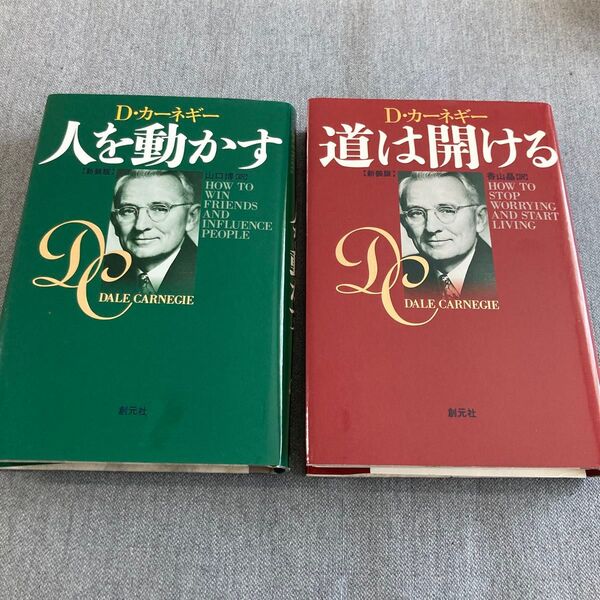 D・カーネギー
人を動かす
【新装版】
山口博【訳】
HOW TO
WIN
FRIENDS
AND
INFLUENCE
PEOPLE
DC
DALE CARNEGIE
創元社
D・カーネギー
道は開ける
【新装版】
香山晶【訳】
HOW TO
STOP
WORRYING
AND START
LIVING
DC
DALE CARNEGIE
創元社